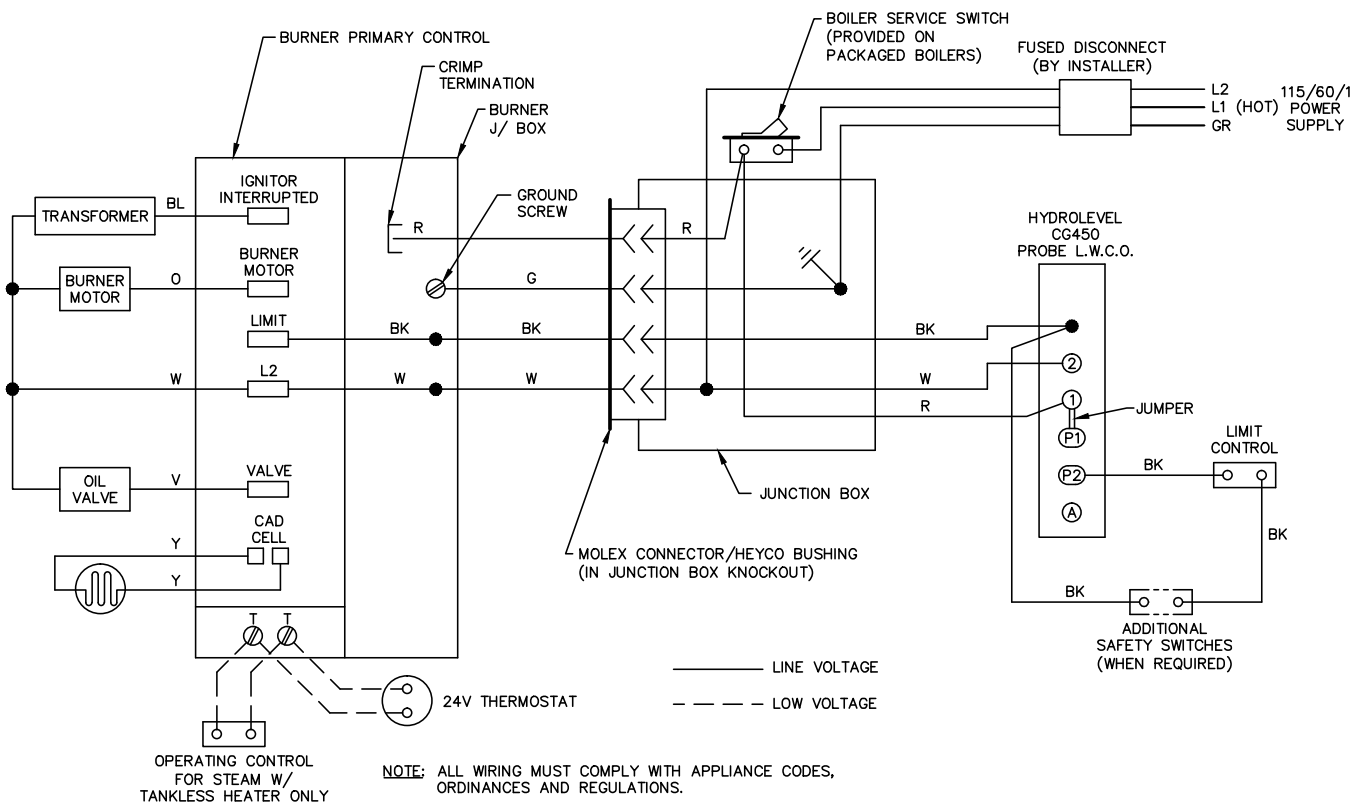 BOILER SERVICE SWITCH
(PROVIDED ON
PACKAGED BOILERS)
FUSED DISCONNECT
(BY INSTALLER)
BURNER PRIMARY CONTROL
CRIMP
TERMINATION
BURNER
J/ BOX
L2
L1 (HOT)
GR
115/60/1
POWER
SUPPLY
IGNITOR
INTERRUPTED
GROUND
SCREW
TRANSFORMER
BL
R
R
HYDROLEVEL
CG450
PROBE L.W.C.O.
BURNER
MOTOR
BURNER
MOTOR
O
G
LIMIT
BK
BK
BK
L2
W
W
W
W
2
R
1
JUMPER
P1
LIMIT
CONTROL
P2
BK
OIL
VALVE
V
VALVE
JUNCTION BOX
A
CAD
CELL
Y
Y
BK
MOLEX CONNECTOR/HEYCO BUSHING
(IN JUNCTION BOX KNOCKOUT)
BK
T T
ADDITIONAL
SAFETY SWITCHES
(WHEN REQUIRED)
LINE VOLTAGE
24V THERMOSTAT
LOW VOLTAGE
OPERATING CONTROL
FOR STEAM W/
TANKLESS HEATER ONLY
NOTE: ALL WIRING MUST COMPLY WITH APPLIANCE CODES,
ORDINANCES AND REGULATIONS.